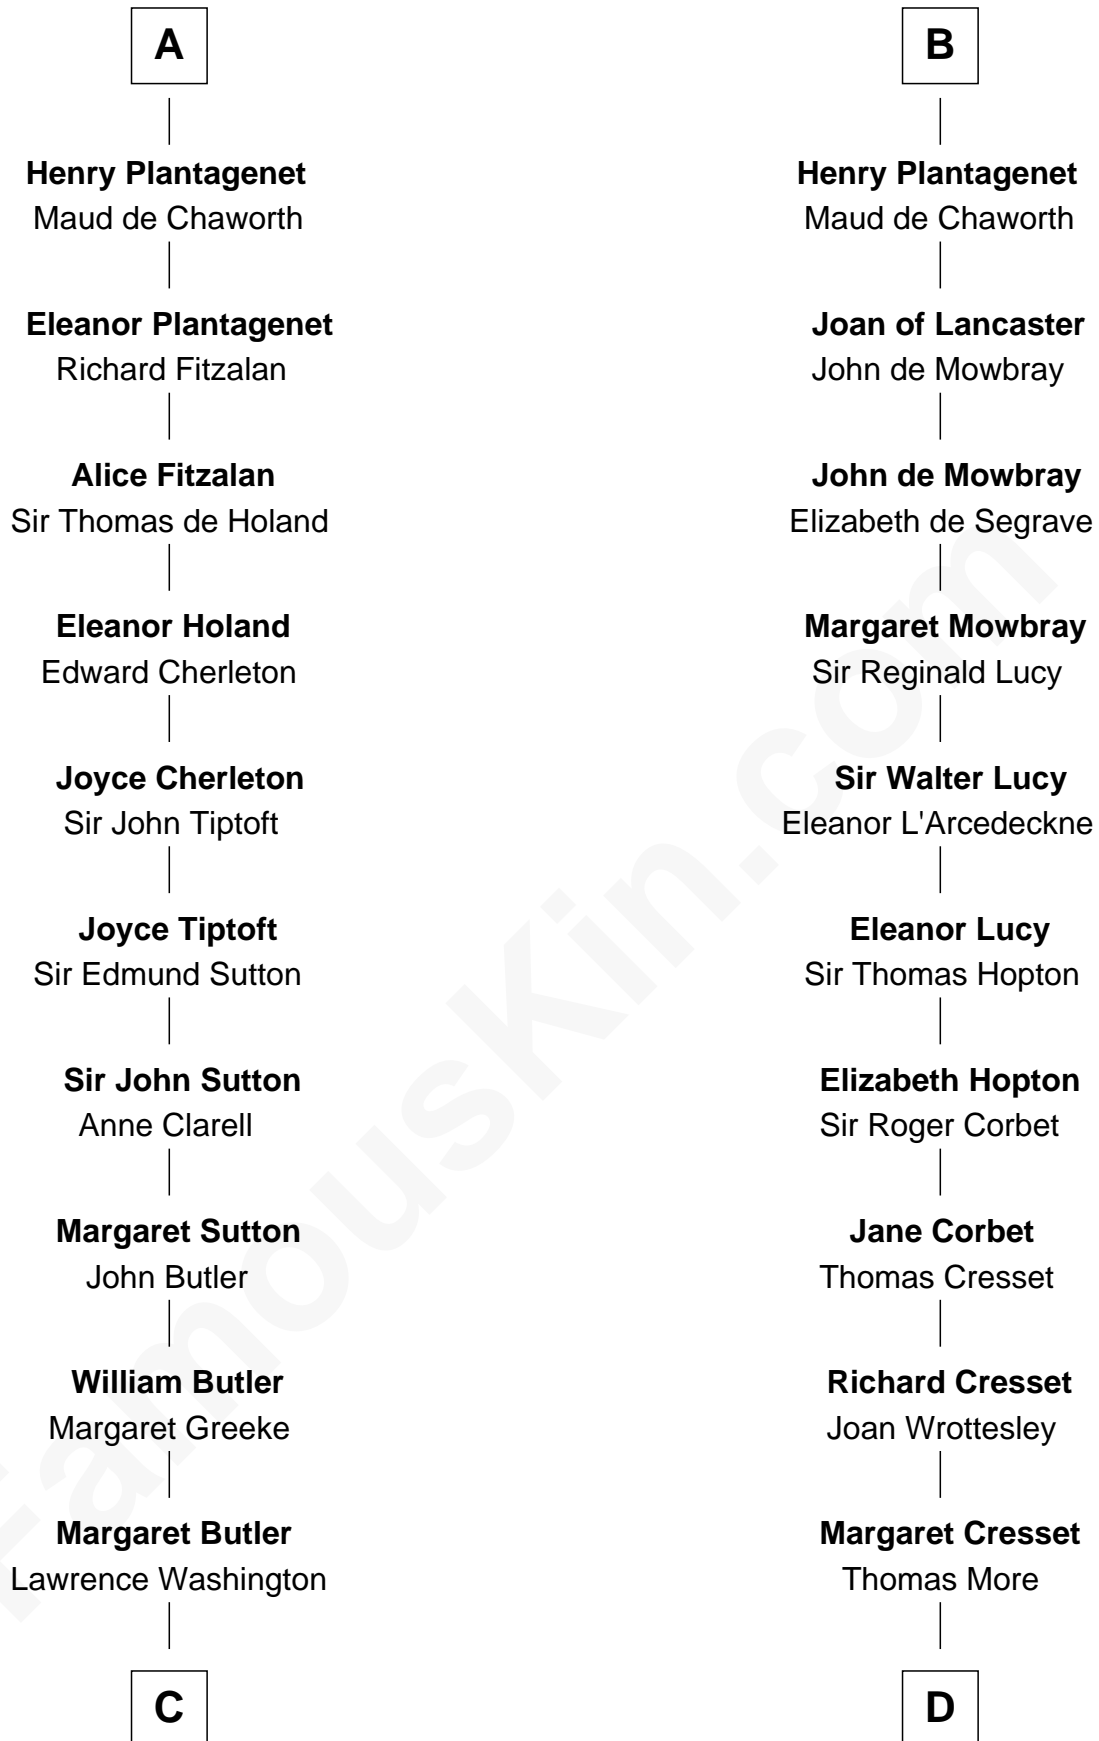 A
Henry Plantagenet
Maud de Chaworth
Eleanor Plantagenet
Richard Fitzalan
Alice Fitzalan
Sir Thomas de Holand
Eleanor Holand
Edward Cherleton
Joyce Cherleton
Sir John Tiptoft
Joyce Tiptoft
Sir Edmund Sutton
Sir John Sutton
Anne Clarell
Margaret Sutton
John Butler
William Butler
Margaret Greeke
Margaret Butler
Lawrence Washington
C
B
Henry Plantagenet
Maud de Chaworth
Joan of Lancaster
John de Mowbray
John de Mowbray
Elizabeth de Segrave
Margaret Mowbray
Sir Reginald Lucy
Sir Walter Lucy
Eleanor L'Arcedeckne
Eleanor Lucy
Sir Thomas Hopton
Elizabeth Hopton
Sir Roger Corbet
Jane Corbet
Thomas Cresset
Richard Cresset
Joan Wrottesley
Margaret Cresset
Thomas More
D
FamousKin.com